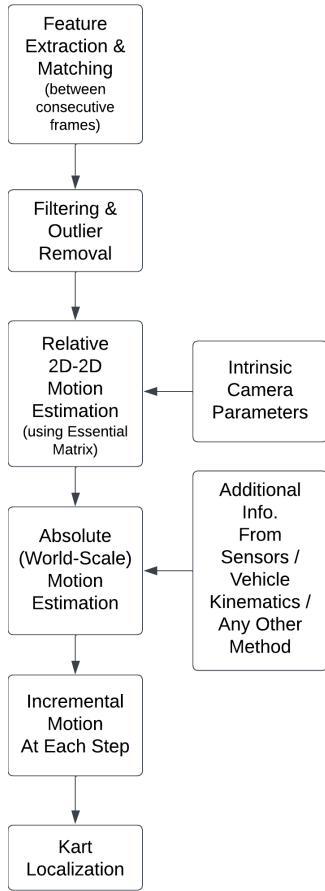 Feature
Extraction &
Matching
(between
consecutive
frames)
Filtering &
Outlier
Removal
Relative
2D-2D
Motion
Estimation
(using Essential
Matrix)
Intrinsic
Camera
Parameters
Absolute
(World-Scale)
Motion
Estimation
Additional
Info.
From
Sensors /
Vehicle
Kinematics /
Any Other
Method
Incremental
Motion
At Each Step
Kart
Localization